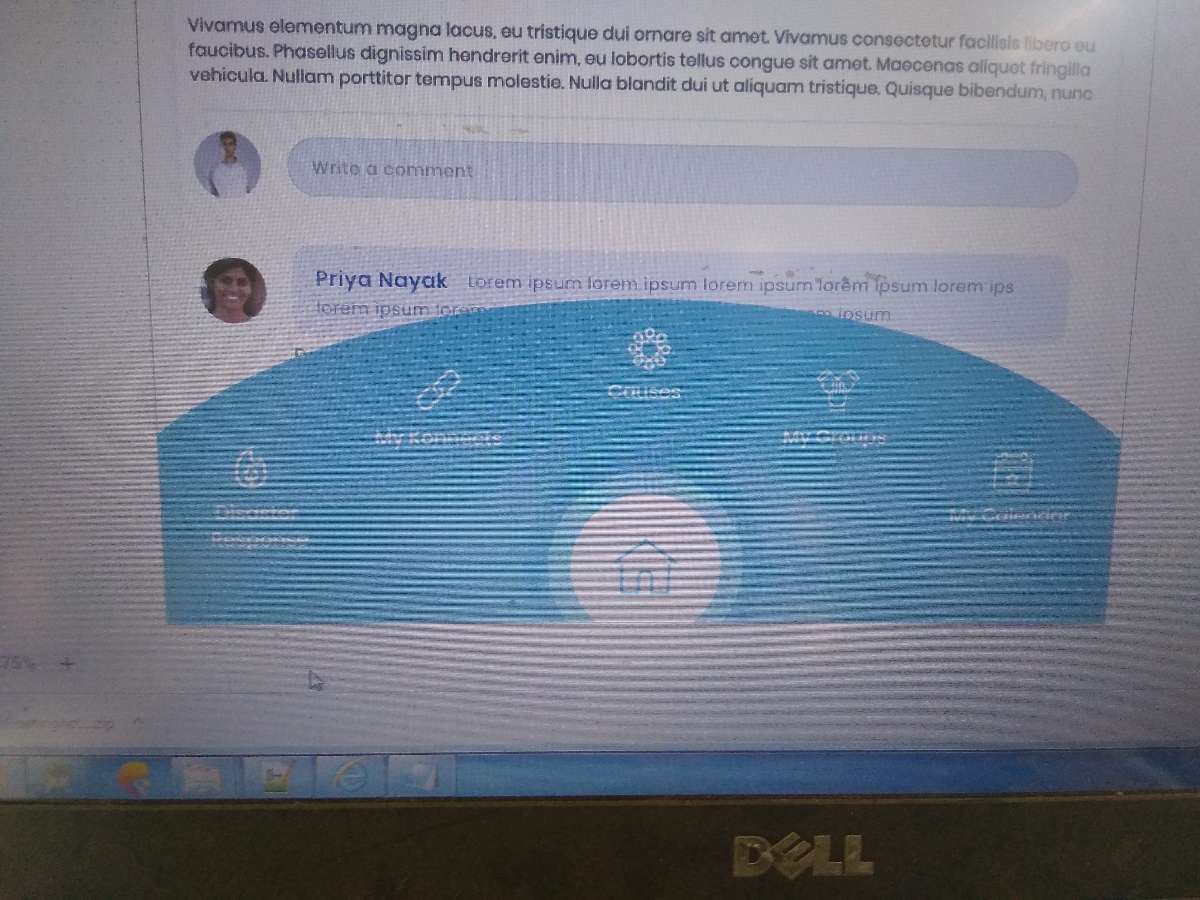 Vivamus elementum magna lacus, eu tristique dui ornare sit amet. Vivamus consectetur facilisis libero eu
faucibus. Phasellus dignissim hendrerit enim, eu lobortis tellus congue sit amet. Maecenas aliquet fringilla
vehicula. Nullam porttitor tempus molestie. Nulla blandit dui ut aliquam tristique. Quisque bibendum, nunc
Write a comment
Priya Nayak Lorem ipsum lorem ipsum lorem ipsum lorem ipsum lorem ips
lorem ipsum lorem ipsum
Causes
My Konnects
My Groups
Disaster
Response
My Calendar
75% +
DELL